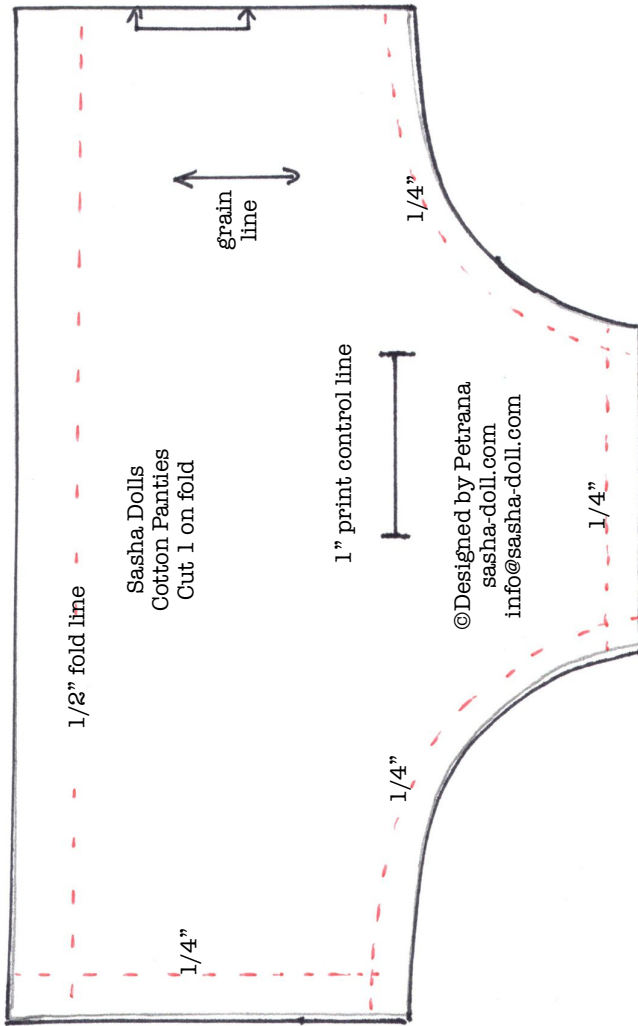 1/2” fold line
Sasha Dolls
Cotton Panties
Cut 1 on fold
grain
line
1” print control line
©Designed by Petrana
sasha-doll.com
info@sasha-doll.com
1/4”
1/4”
1/4”
1/4”